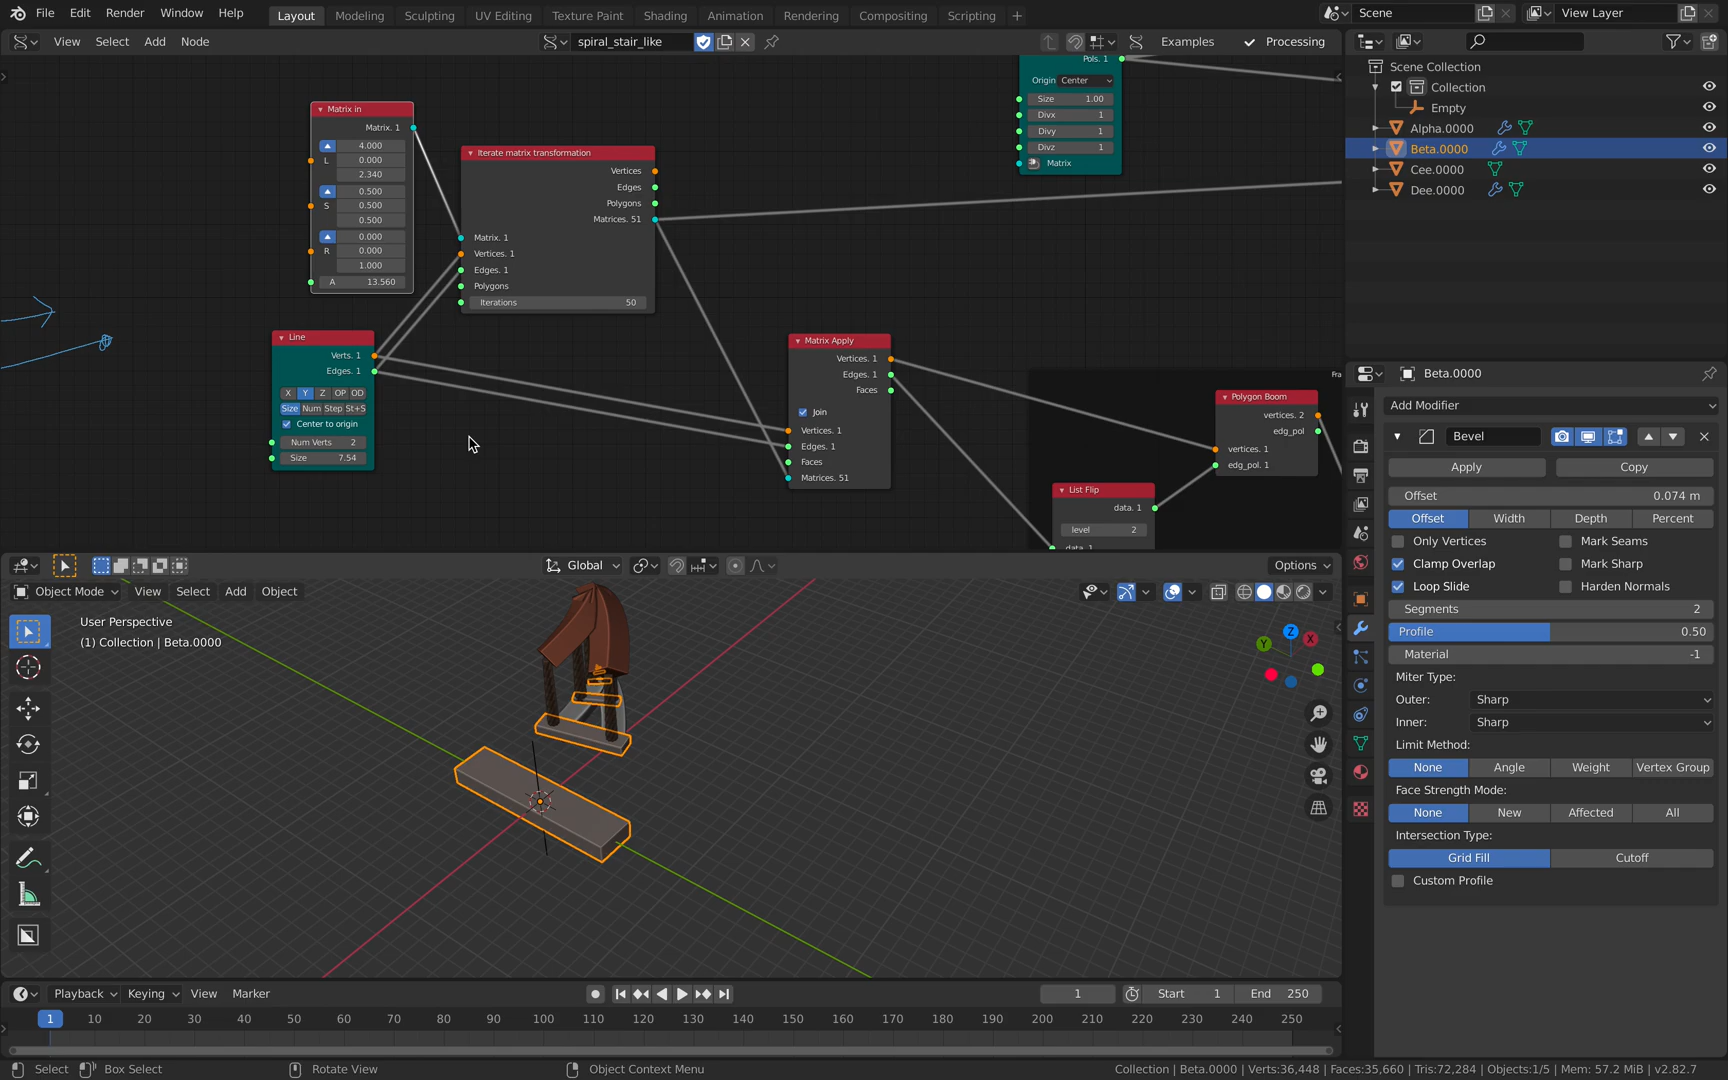 File Edit Render Window Help Layout Modeling Sculpting UV Editing Texture Paint Shading Animation Rendering Compositing Scripting + Scene View Layer
View Select Add Node spiral_stair_like Examples Processing
Scene Collection
Collection
Empty
Alpha.0000
Beta.0000
Cee.0000
Dee.0000
Matrix in
Matrix. 1
4.000
L 0.000
2.340
0.500
S 0.500
0.500
0.000
R 0.000
1.000
A 13.560
Iterate matrix transformation
Vertices
Edges
Polygons
Matrices. 51
Matrix. 1
Vertices. 1
Edges. 1
Polygons
Iterations 50
Pols. 1
Origin Center
Size 1.00
Divx 1
Divy 1
Divz 1
Matrix
Line
Verts. 1
Edges. 1
X Y Z OP OD
Size Num Step St+S
Center to origin
Num Verts 2
Size 7.54
Matrix Apply
Vertices. 1
Edges. 1
Faces
Join
Vertices. 1
Edges. 1
Faces
Matrices. 51
Fra
Polygon Boom
vertices. 2
edg_pol
vertices. 1
edg_pol. 1
List Flip
data. 1
level 2
data. 1
Beta.0000
Add Modifier
Bevel
Apply Copy
Offset 0.074 m
Offset Width Depth Percent
Only Vertices Mark Seams
Clamp Overlap Mark Sharp
Loop Slide Harden Normals
Segments 2
Profile 0.50
Material -1
Miter Type:
Outer: Sharp
Inner: Sharp
Limit Method:
None Angle Weight Vertex Group
Face Strength Mode:
None New Affected All
Intersection Type:
Grid Fill Cutoff
Custom Profile
Global Options
Object Mode View Select Add Object
User Perspective
(1) Collection | Beta.0000
Z
Y X
Playback Keying View Marker 1 Start 1 End 250
1 10 20 30 40 50 60 70 80 90 100 110 120 130 140 150 160 170 180 190 200 210 220 230 240 250
Select Box Select Rotate View Object Context Menu Collection | Beta.0000 | Verts:36,448 | Faces:35,660 | Tris:72,284 | Objects:1/5 | Mem: 57.2 MiB | v2.82.7